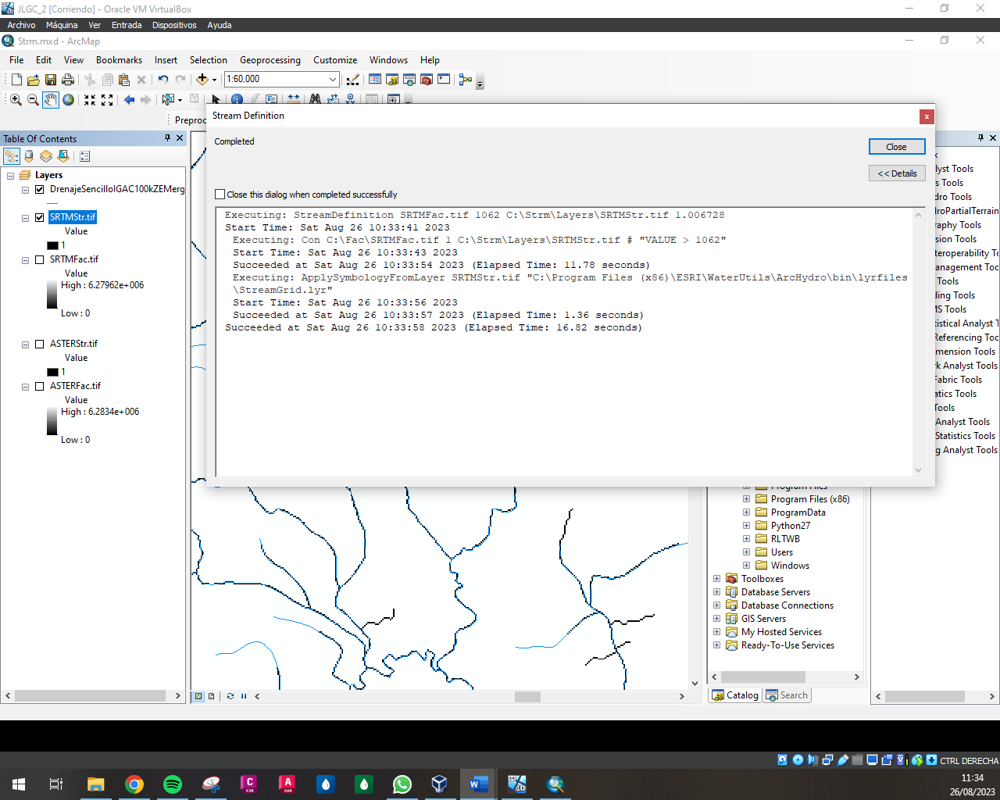 JLGC_2 [Corriendo] - Oracle VM VirtualBox
Archivo Máquina Ver Entrada Dispositivos Ayuda
Strm.mxd - ArcMap
File Edit View Bookmarks Insert Selection Geoprocessing Customize Windows Help
1:60,000
Preproc
Stream Definition
x
Completed
Close
<< Details
Close this dialog when completed successfully
Executing: StreamDefinition SRTMFac.tif 1062 C:\Strm\Layers\SRTMStr.tif 1.006728
Start Time: Sat Aug 26 10:33:41 2023
Executing: Con C:\Fac\SRTMFac.tif 1 C:\Strm\Layers\SRTMStr.tif # "VALUE > 1062"
Start Time: Sat Aug 26 10:33:43 2023
Succeeded at Sat Aug 26 10:33:54 2023 (Elapsed Time: 11.78 seconds)
Executing: ApplySymbologyFromLayer SRTMStr.tif "C:\Program Files (x86)\ESRI\WaterUtils\ArcHydro\bin\lyrfiles
\StreamGrid.lyr"
Start Time: Sat Aug 26 10:33:56 2023
Succeeded at Sat Aug 26 10:33:57 2023 (Elapsed Time: 1.36 seconds)
Succeeded at Sat Aug 26 10:33:58 2023 (Elapsed Time: 16.82 seconds)
Table Of Contents
Layers
DrenajeSencilloIGAC100kZEMerg
SRTMStr.tif
Value
1
SRTMFac.tif
Value
High : 6.27962e+006
Low : 0
ASTERStr.tif
Value
1
ASTERFac.tif
Value
High : 6.2834e+006
Low : 0
x
lyst Tools
s Tools
dro Tools
droPartialTerrain
raphy Tools
rsion Tools
teroperability To
nagement Tool
Tools
ding Tools
MS Tools
tistical Analyst T
Referencing Toc
mension Tools
rk Analyst Tools
Fabric Tools
atics Tools
Tools
Analyst Tools
Statistics Tools
g Analyst Tools
Program Files
Program Files (x86)
ProgramData
Python27
RLTWB
Users
Windows
Toolboxes
Database Servers
Database Connections
GIS Servers
My Hosted Services
Ready-To-Use Services
Catalog Search
CTRL DERECHA
11:34
26/08/2023